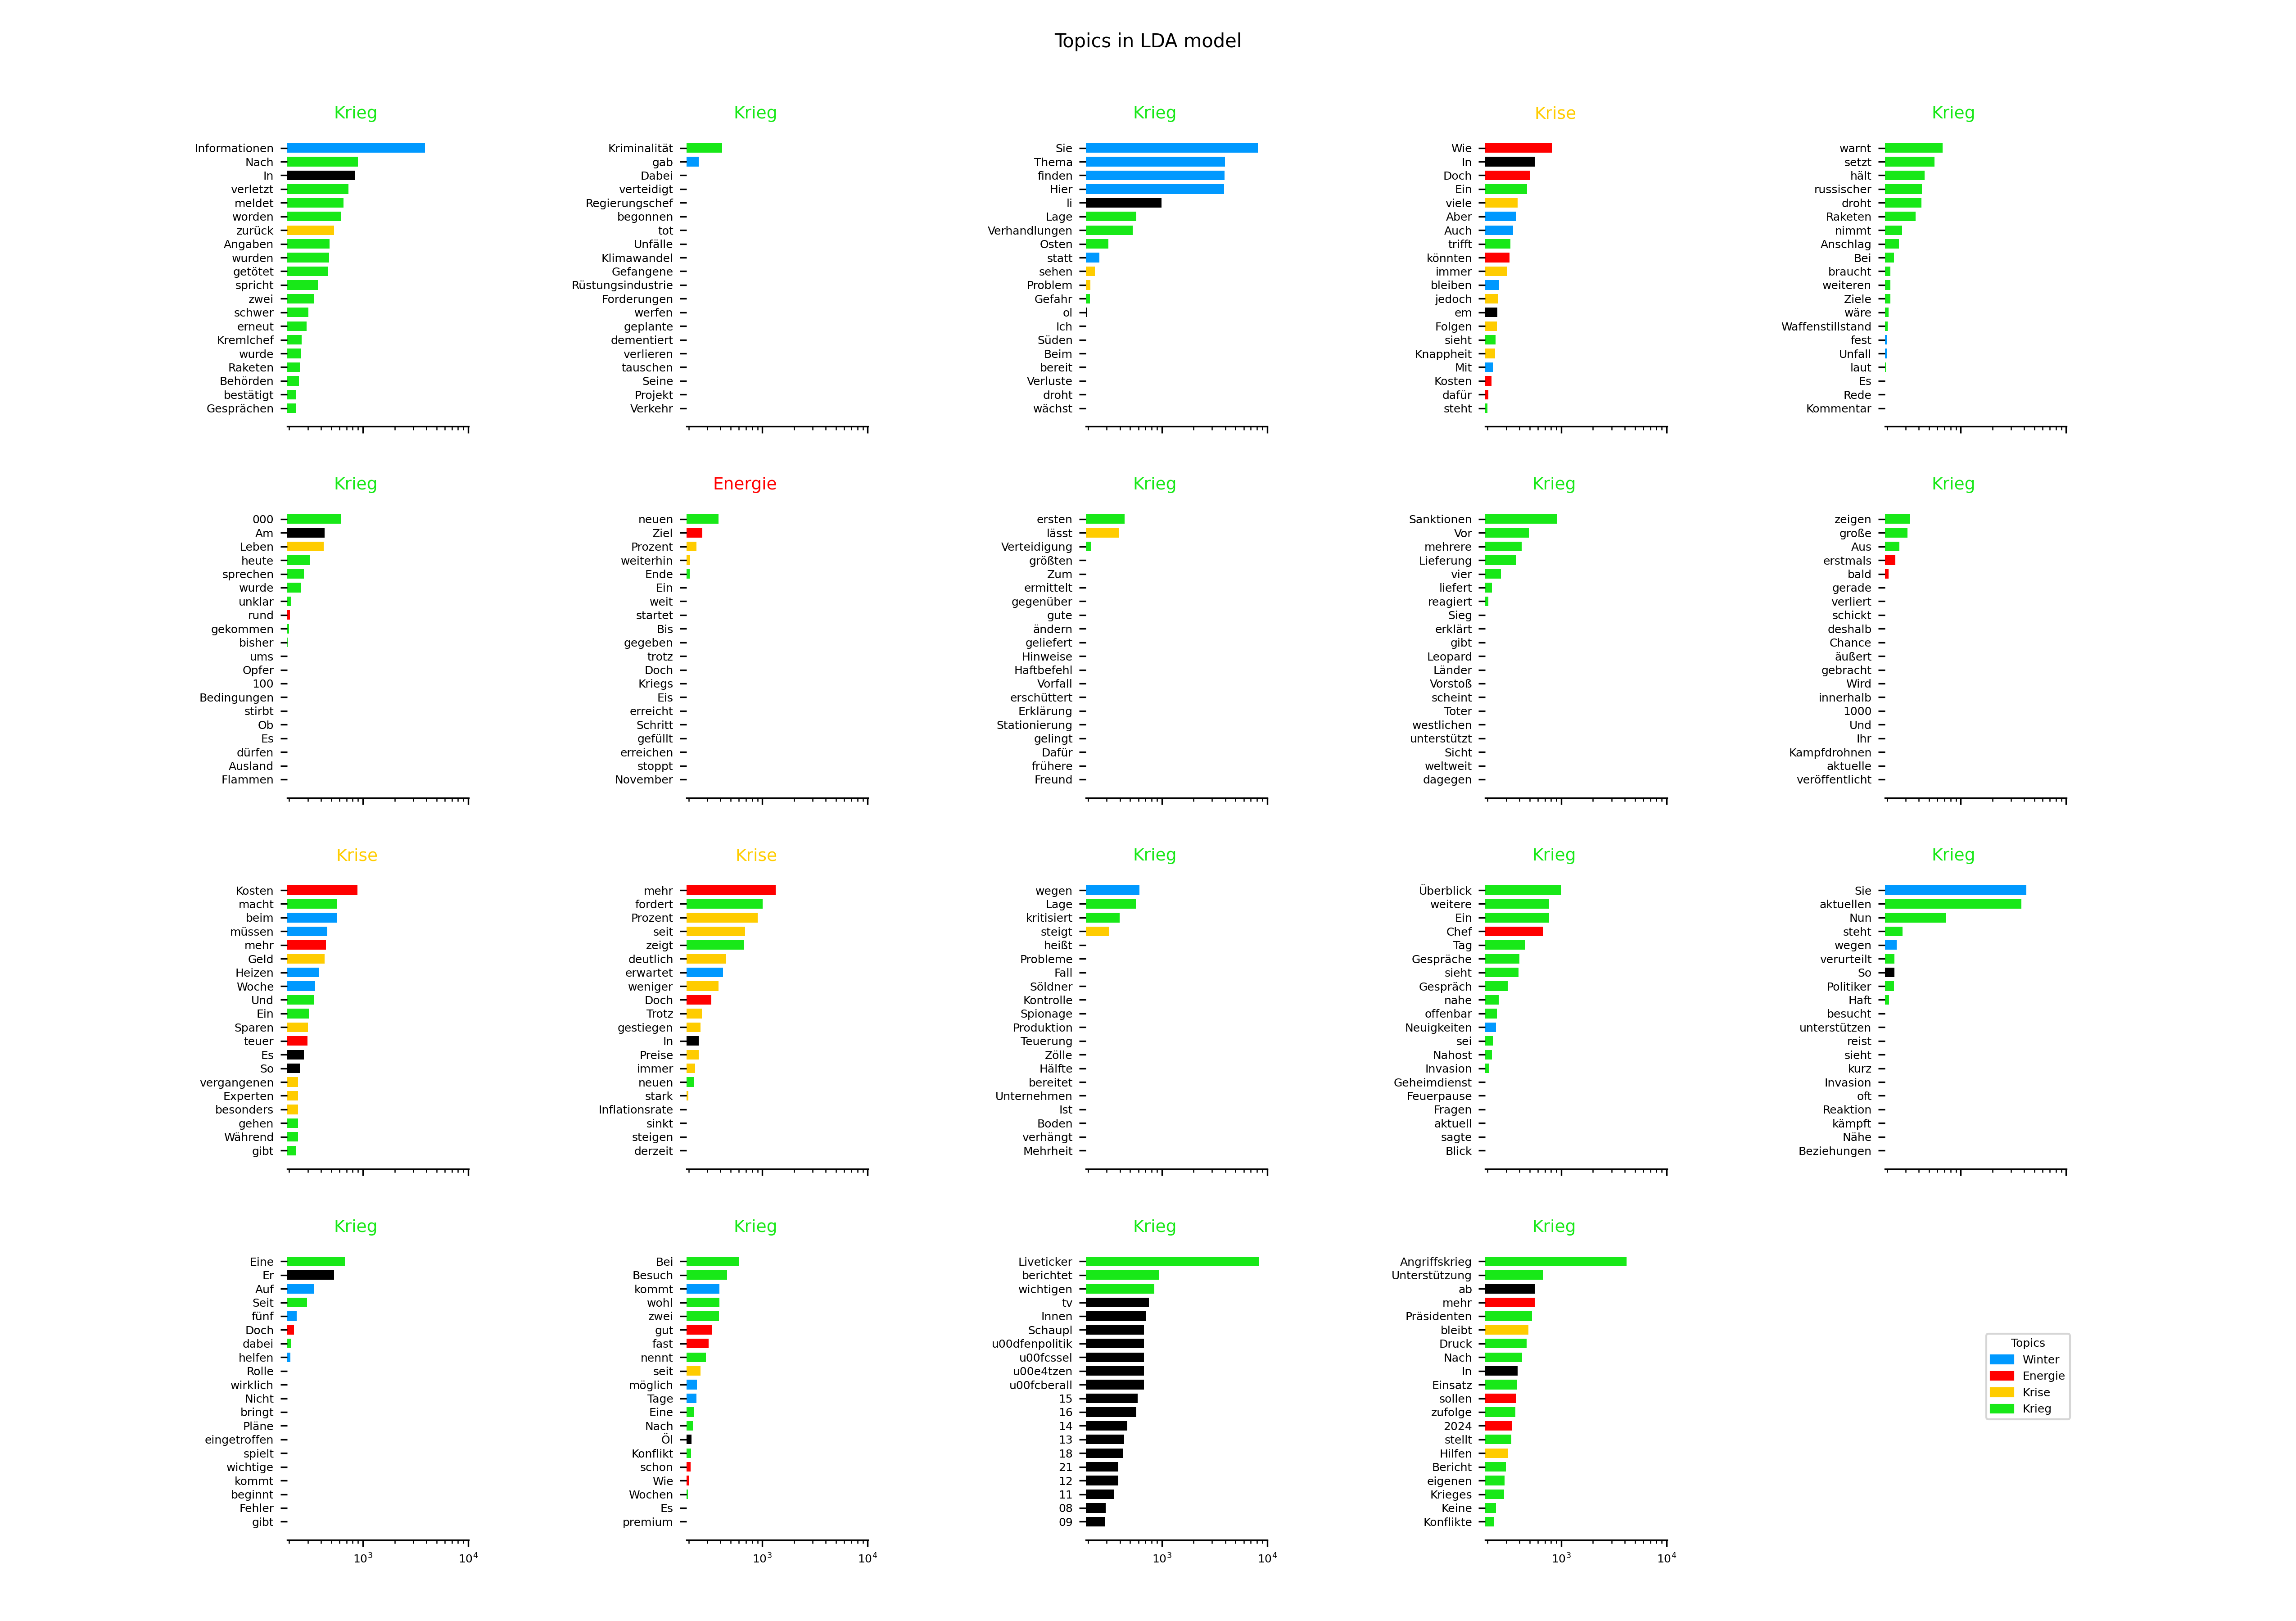 Topics in LDA model
Krieg
Informationen
Nach
In
verletzt
meldet
worden
zurück
Angaben
wurden
getötet
spricht
zwei
schwer
erneut
Kremlchef
wurde
Raketen
Behörden
bestätigt
Gesprächen
Krieg
Kriminalität
gab
Dabei
verteidigt
Regierungschef
begonnen
tot
Unfälle
Klimawandel
Gefangene
Rüstungsindustrie
Forderungen
werfen
geplante
dementiert
verlieren
tauschen
Seine
Projekt
Verkehr
Krieg
Sie
Thema
finden
Hier
li
Lage
Verhandlungen
Osten
statt
sehen
Problem
Gefahr
ol
Ich
Süden
Beim
bereit
Verluste
droht
wächst
Krise
Wie
In
Doch
Ein
viele
Aber
Auch
trifft
könnten
immer
bleiben
jedoch
em
Folgen
sieht
Knappheit
Mit
Kosten
dafür
steht
Krieg
warnt
setzt
hält
russischer
droht
Raketen
nimmt
Anschlag
Bei
braucht
weiteren
Ziele
wäre
Waffenstillstand
fest
Unfall
laut
Es
Rede
Kommentar
Krieg
000
Am
Leben
heute
sprechen
wurde
unklar
rund
gekommen
bisher
ums
Opfer
100
Bedingungen
stirbt
Ob
Es
dürfen
Ausland
Flammen
Energie
neuen
Ziel
Prozent
weiterhin
Ende
Ein
weit
startet
Bis
gegeben
trotz
Doch
Kriegs
Eis
erreicht
Schritt
gefüllt
erreichen
stoppt
November
Krieg
ersten
lässt
Verteidigung
größten
Zum
ermittelt
gegenüber
gute
ändern
geliefert
Hinweise
Haftbefehl
Vorfall
erschüttert
Erklärung
Stationierung
gelingt
Dafür
frühere
Freund
Krieg
Sanktionen
Vor
mehrere
Lieferung
vier
liefert
reagiert
Sieg
erklärt
gibt
Leopard
Länder
Vorstoß
scheint
Toter
westlichen
unterstützt
Sicht
weltweit
dagegen
Krieg
zeigen
große
Aus
erstmals
bald
gerade
verliert
schickt
deshalb
Chance
äußert
gebracht
Wird
innerhalb
1000
Und
Ihr
Kampfdrohnen
aktuelle
veröffentlicht
Krise
Kosten
macht
beim
müssen
mehr
Geld
Heizen
Woche
Und
Ein
Sparen
teuer
Es
So
vergangenen
Experten
besonders
gehen
Während
gibt
Krise
mehr
fordert
Prozent
seit
zeigt
deutlich
erwartet
weniger
Doch
Trotz
gestiegen
In
Preise
immer
neuen
stark
Inflationsrate
sinkt
steigen
derzeit
Krieg
wegen
Lage
kritisiert
steigt
heißt
Probleme
Fall
Söldner
Kontrolle
Spionage
Produktion
Teuerung
Zölle
Hälfte
bereitet
Unternehmen
Ist
Boden
verhängt
Mehrheit
Krieg
Überblick
weitere
Ein
Chef
Tag
Gespräche
sieht
Gespräch
nahe
offenbar
Neuigkeiten
sei
Nahost
Invasion
Geheimdienst
Feuerpause
Fragen
aktuell
sagte
Blick
Krieg
Sie
aktuellen
Nun
steht
wegen
verurteilt
So
Politiker
Haft
besucht
unterstützen
reist
sieht
kurz
Invasion
oft
Reaktion
kämpft
Nähe
Beziehungen
Krieg
Eine
Er
Auf
Seit
fünf
Doch
dabei
helfen
Rolle
wirklich
Nicht
bringt
Pläne
eingetroffen
spielt
wichtige
kommt
beginnt
Fehler
gibt
10³ 10⁴
Krieg
Bei
Besuch
kommt
wohl
zwei
gut
fast
nennt
seit
möglich
Tage
Eine
Nach
Öl
Konflikt
schon
Wie
Wochen
Es
premium
10³ 10⁴
Krieg
Liveticker
berichtet
wichtigen
tv
Innen
Schaupl
u00dfenpolitik
u00fcssel
u00e4tzen
u00fcberall
15
16
14
13
18
21
12
11
08
09
10³ 10⁴
Krieg
Angriffskrieg
Unterstützung
ab
mehr
Präsidenten
bleibt
Druck
Nach
In
Einsatz
sollen
zufolge
2024
stellt
Hilfen
Bericht
eigenen
Krieges
Keine
Konflikte
10³ 10⁴
Topics
Winter
Energie
Krise
Krieg